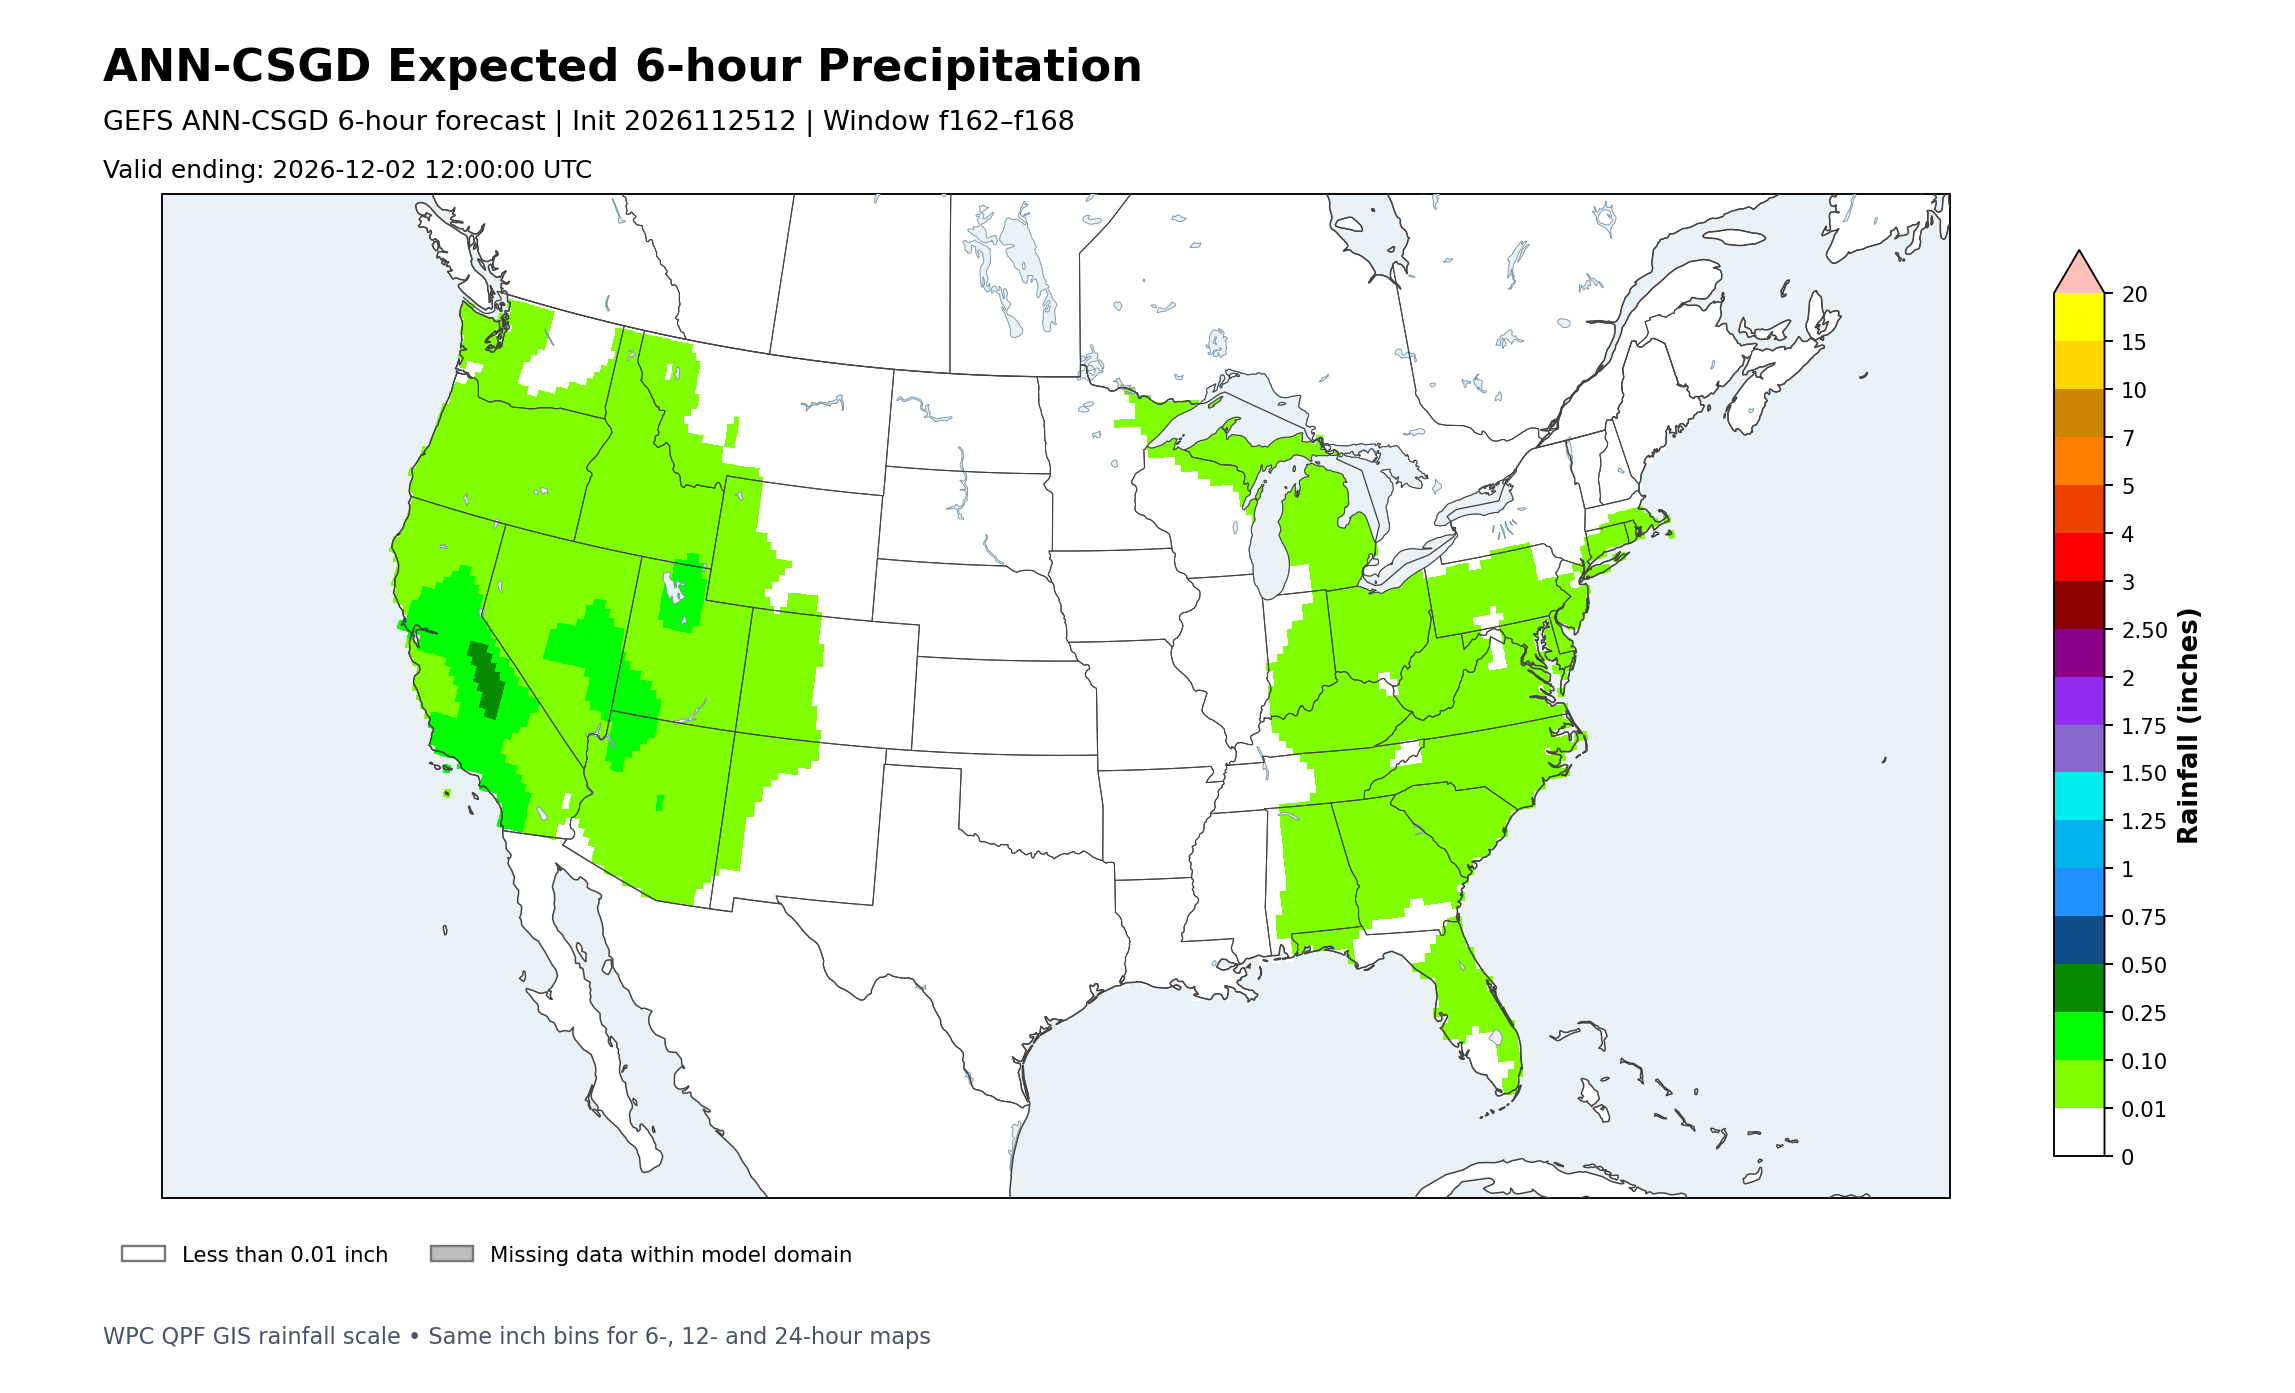 ANN-CSGD Expected 6-hour Precipitation
GEFS ANN-CSGD 6-hour forecast | Init 2026112512 | Window f162–f168
Valid ending: 2026-12-02 12:00:00 UTC
20
15
10
7
5
4
3
2.50
2
1.75
1.50
1.25
1
0.75
0.50
0.25
0.10
0.01
0
Rainfall (inches)
Less than 0.01 inch
Missing data within model domain
WPC QPF GIS rainfall scale • Same inch bins for 6-, 12- and 24-hour maps